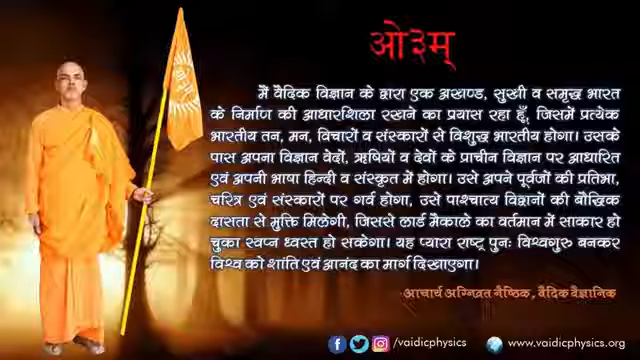 ओ३म्
मैं वैदिक विज्ञान के द्वारा एक अखण्ड, सुखी व समृद्ध भारत
के निर्माण की आधारशिला रखने का प्रयास रहा हूँ, जिसमें प्रत्येक
भारतीय तन, मन, विचारों व संस्कारों से विशुद्ध भारतीय होगा। उसके
पास अपना विज्ञान वेदों, ऋषियों व देवों के प्राचीन विज्ञान पर आधारित
एवं अपनी भाषा हिन्दी व संस्कृत में होगा। उसे अपने पूर्वजों की प्रतिभा,
चरित्र एवं संस्कारों पर गर्व होगा, उसे पाश्चात्य विद्वानों की बौद्धिक
दासता से मुक्ति मिलेगी, जिससे लार्ड मैकाले का वर्तमान में साकार हो
चुका स्वप्न ध्वस्त हो सकेगा। यह प्यारा राष्ट्र पुनः विश्वगुरु बनकर
विश्व को शांति एवं आनंद का मार्ग दिखाएगा।
आचार्य अग्निव्रत नैष्ठिक, वैदिक वैज्ञानिक
/vaidicphysics www.vaidicphysics.org